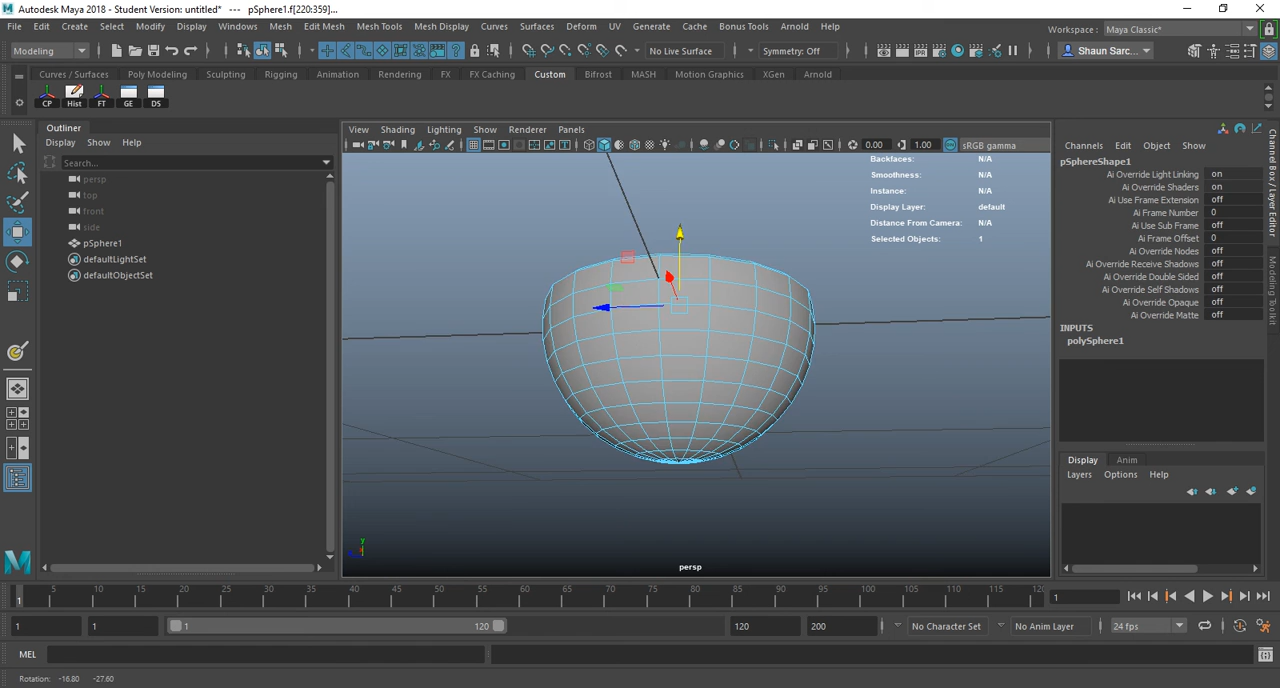 Autodesk Maya 2018 - Student Version: untitled* --- pSphere1.f[220:359]...
File Edit Create Select Modify Display Windows Mesh Edit Mesh Mesh Tools Mesh Display Curves Surfaces Deform UV Generate Cache Bonus Tools Arnold Help
Workspace: Maya Classic*
Modeling No Live Surface Symmetry: Off Shaun Sarc...
Curves / Surfaces Poly Modeling Sculpting Rigging Animation Rendering FX FX Caching Custom Bifrost MASH Motion Graphics XGen Arnold
CP Hist FT GE DS
Outliner
Display Show Help
Search...
persp
top
front
side
pSphere1
defaultLightSet
defaultObjectSet
View Shading Lighting Show Renderer Panels
0.00 1.00 sRGB gamma
Backfaces: N/A
Smoothness: N/A
Instance: N/A
Display Layer: default
Distance From Camera: N/A
Selected Objects: 1
y
persp
Channels Edit Object Show
pSphereShape1
Ai Override Light Linking on
Ai Override Shaders on
Ai Use Frame Extension off
Ai Frame Number 0
Ai Use Sub Frame off
Ai Frame Offset 0
Ai Override Nodes off
Ai Override Receive Shadows off
Ai Override Double Sided off
Ai Override Self Shadows off
Ai Override Opaque off
Ai Override Matte off
INPUTS
polySphere1
Display Anim
Layers Options Help
Channel Box / Layer Editor
Modeling Toolkit
1 5 10 15 20 25 30 35 40 45 50 55 60 65 70 75 80 85 90 95 100 105 110 115 120
1
1 1 1 120 120 200 No Character Set No Anim Layer 24 fps
MEL
Rotation: -16.80 -27.60